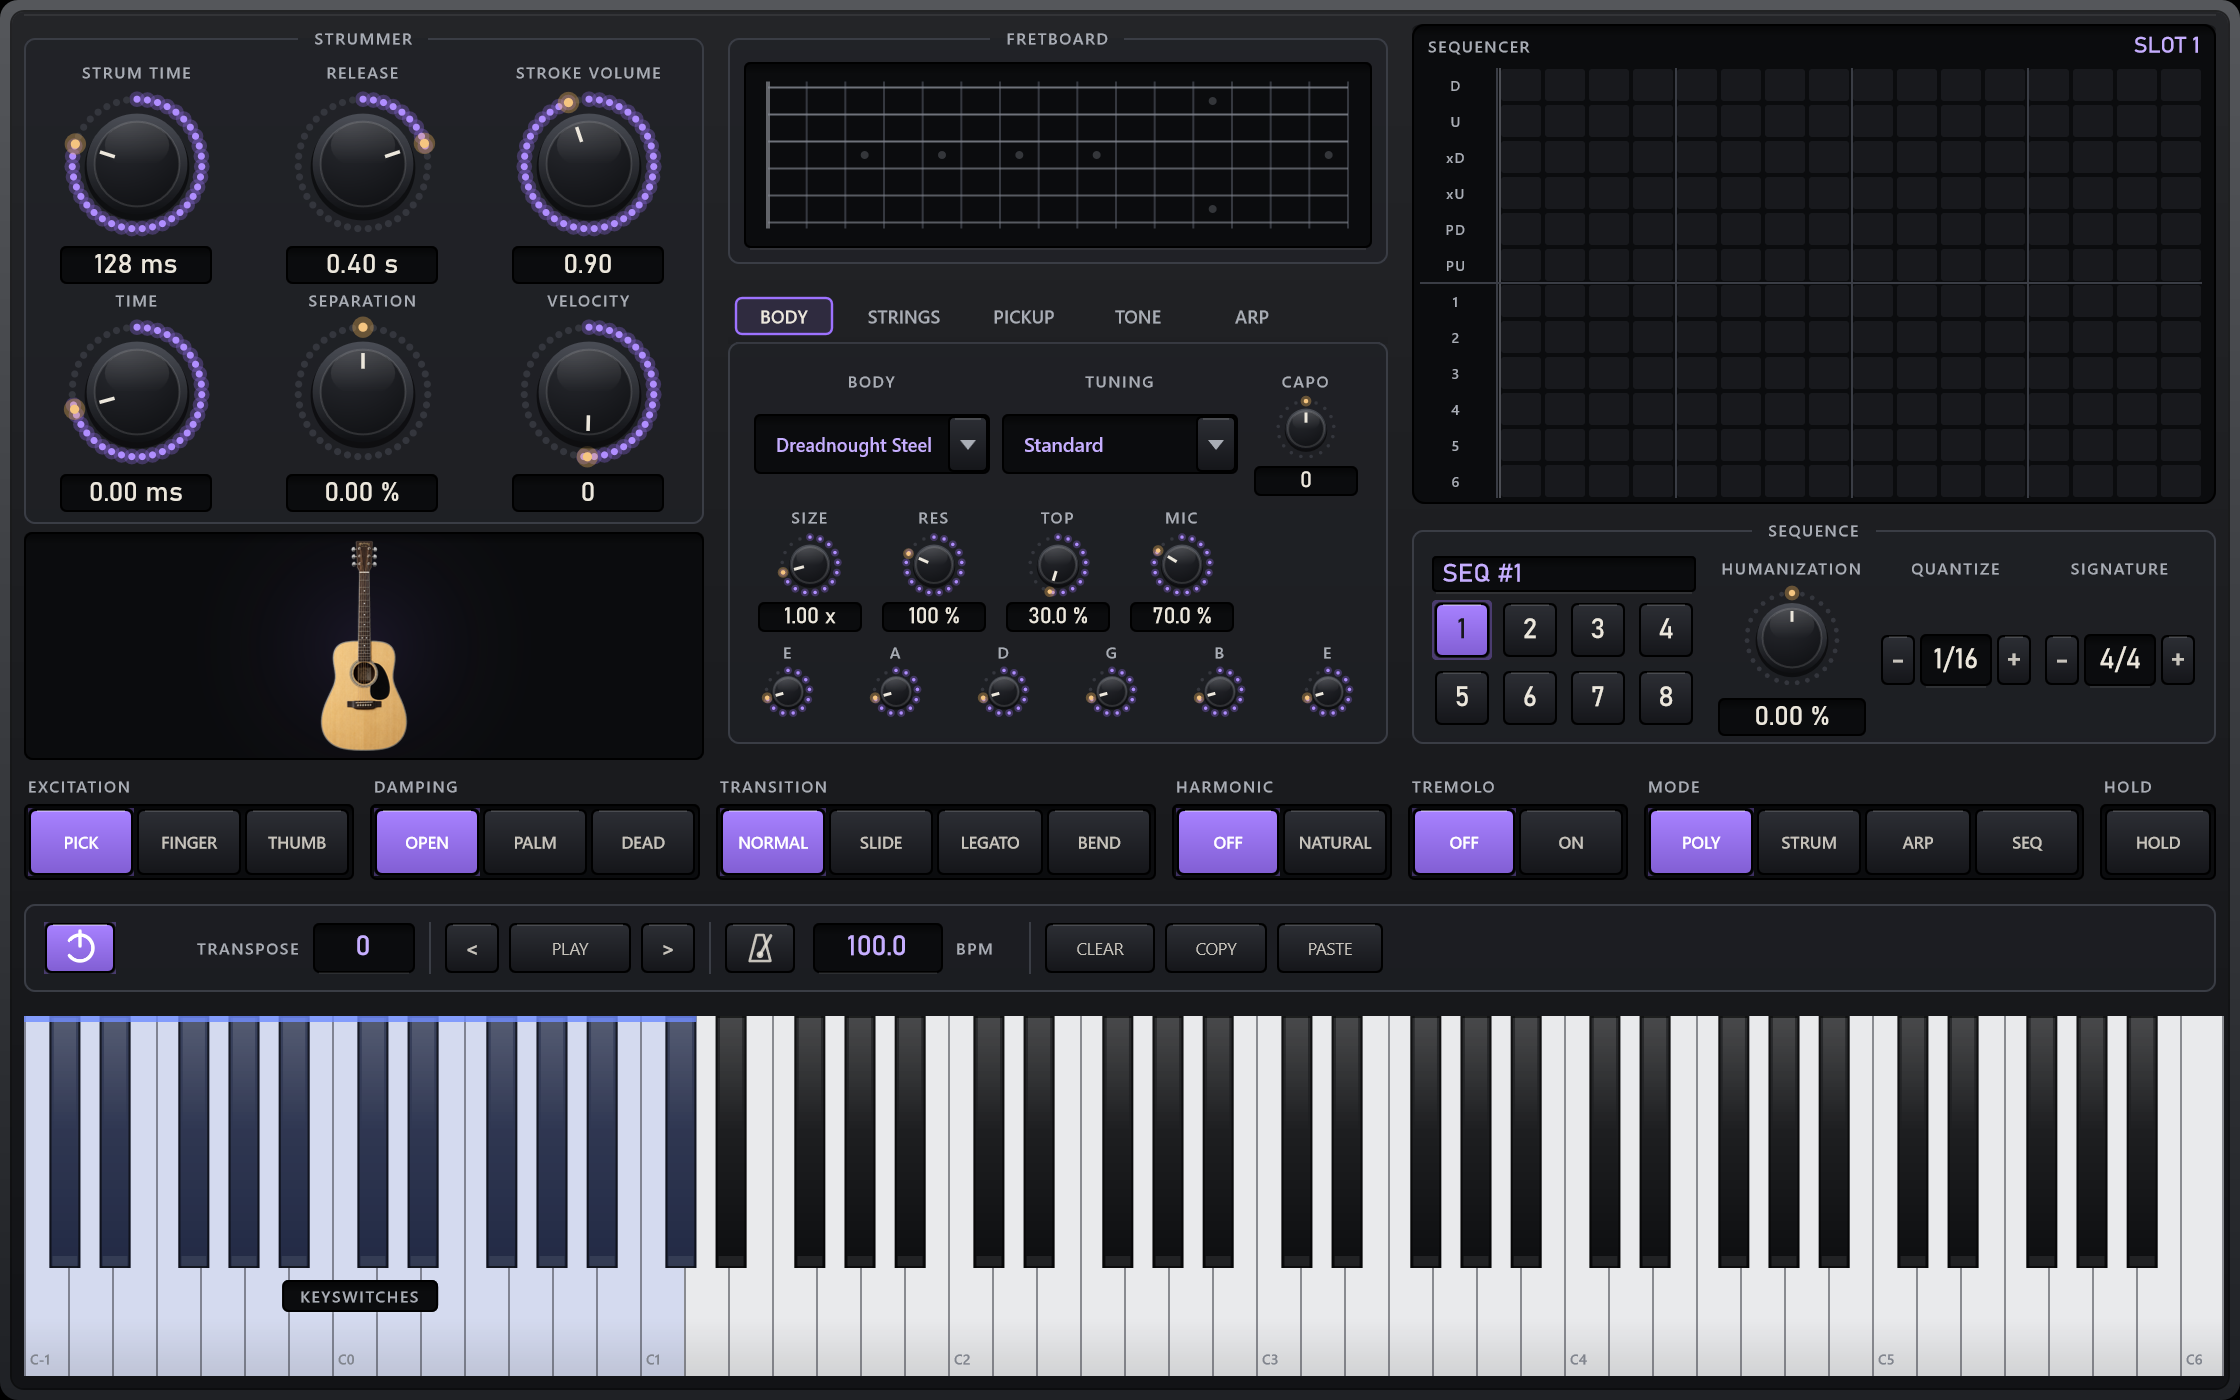 STRUMMER
STRUM TIME
RELEASE
STROKE VOLUME
128 ms
0.40 s
0.90
TIME
SEPARATION
VELOCITY
0.00 ms
0.00 %
0
FRETBOARD
BODY
STRINGS
PICKUP
TONE
ARP
BODY
TUNING
CAPO
Dreadnought Steel
Standard
0
SIZE
RES
TOP
MIC
1.00 x
100 %
30.0 %
70.0 %
E
A
D
G
B
E
SEQUENCER
SLOT 1
D
U
xD
xU
PD
PU
1
2
3
4
5
6
SEQUENCE
SEQ #1
HUMANIZATION
QUANTIZE
SIGNATURE
1
2
3
4
-
1/16
+
-
4/4
+
5
6
7
8
0.00 %
EXCITATION
PICK
FINGER
THUMB
DAMPING
OPEN
PALM
DEAD
TRANSITION
NORMAL
SLIDE
LEGATO
BEND
HARMONIC
OFF
NATURAL
TREMOLO
OFF
ON
MODE
POLY
STRUM
ARP
SEQ
HOLD
HOLD
TRANSPOSE
0
<
PLAY
>
100.0
BPM
CLEAR
COPY
PASTE
KEYSWITCHES
C-1
C0
C1
C2
C3
C4
C5
C6